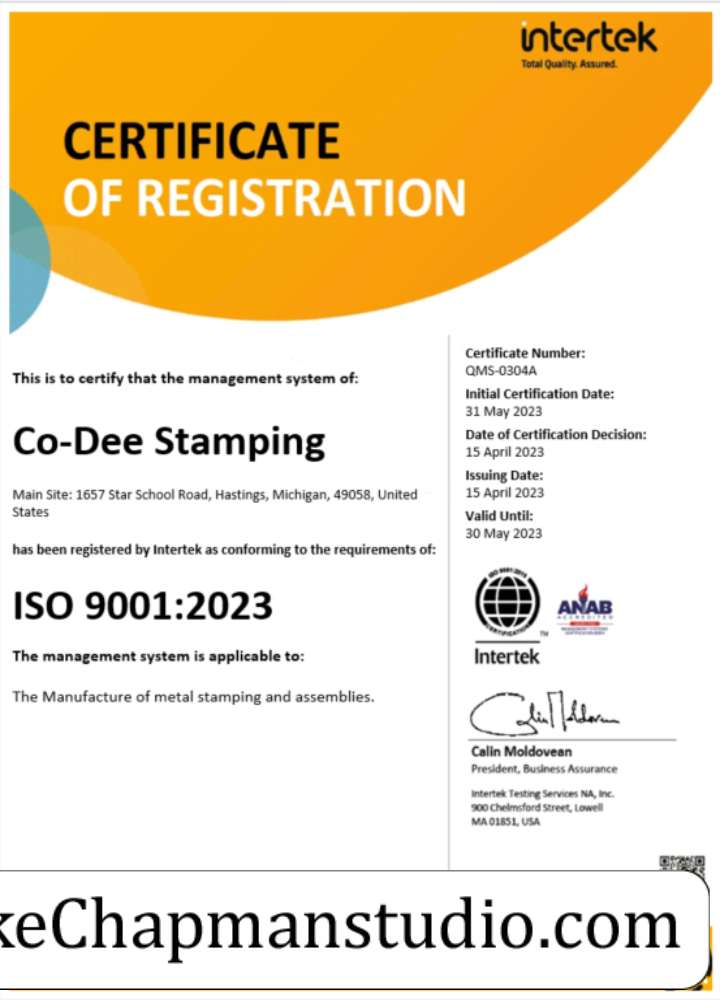 intertek
Total Quality. Assured.
CERTIFICATE
OF REGISTRATION
This is to certify that the management system of:
Co-Dee Stamping
Main Site: 1657 Star School Road, Hastings, Michigan, 49058, United
States
has been registered by Intertek as conforming to the requirements of:
ISO 9001:2023
The management system is applicable to:
The Manufacture of metal stamping and assemblies.
Certificate Number:
QMS-0304A
Initial Certification Date:
31 May 2023
Date of Certification Decision:
15 April 2023
Issuing Date:
15 April 2023
Valid Until:
30 May 2023
CERTIFICATION
TM
Intertek
ANAB
ACCREDITED
Calin Moldovean
President, Business Assurance
Intertek Testing Services NA, Inc.
900 Chelmsford Street, Lowell
MA 01851, USA
keChapmanstudio.com